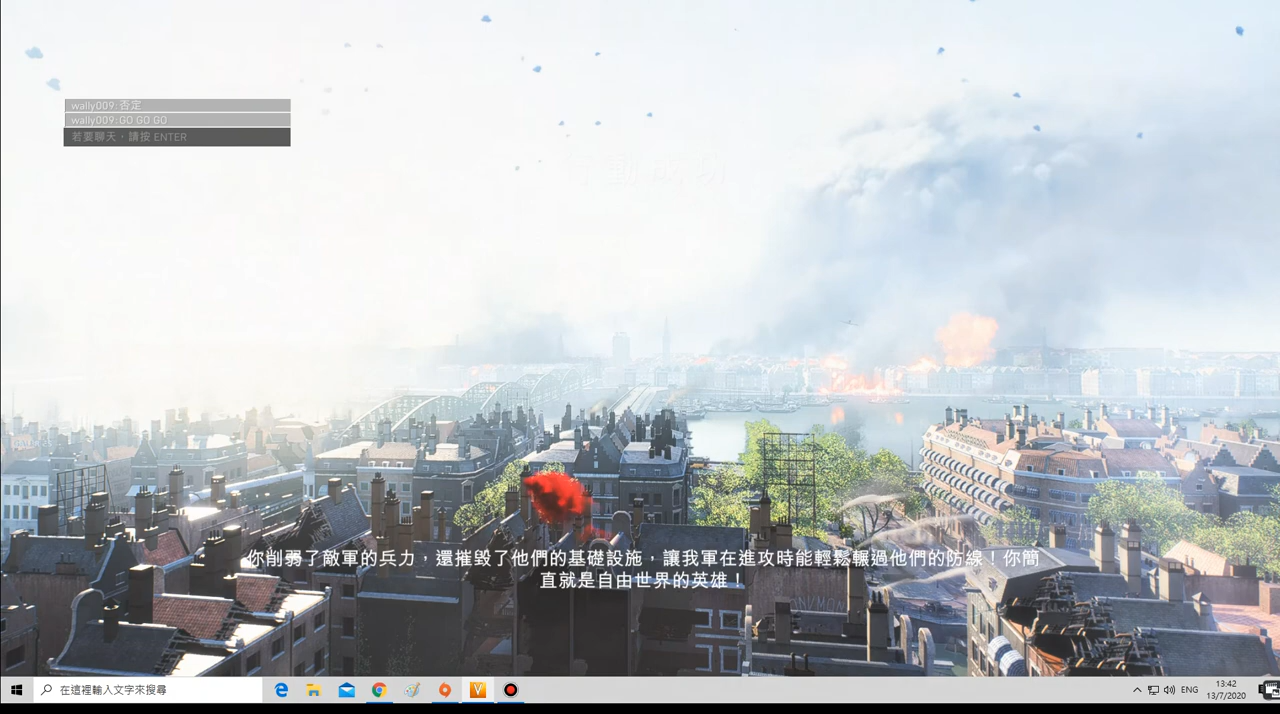 wally009: 否定
wally009: GO GO GO
若要聊天，請按 ENTER
行動成功
你削弱了敵軍的兵力，還摧毀了他們的基礎設施，讓我軍在進攻時能輕鬆輾過他們的防線！你簡
直就是自由世界的英雄！
在這裡輸入文字來搜尋
ENG
13:42
13/7/2020